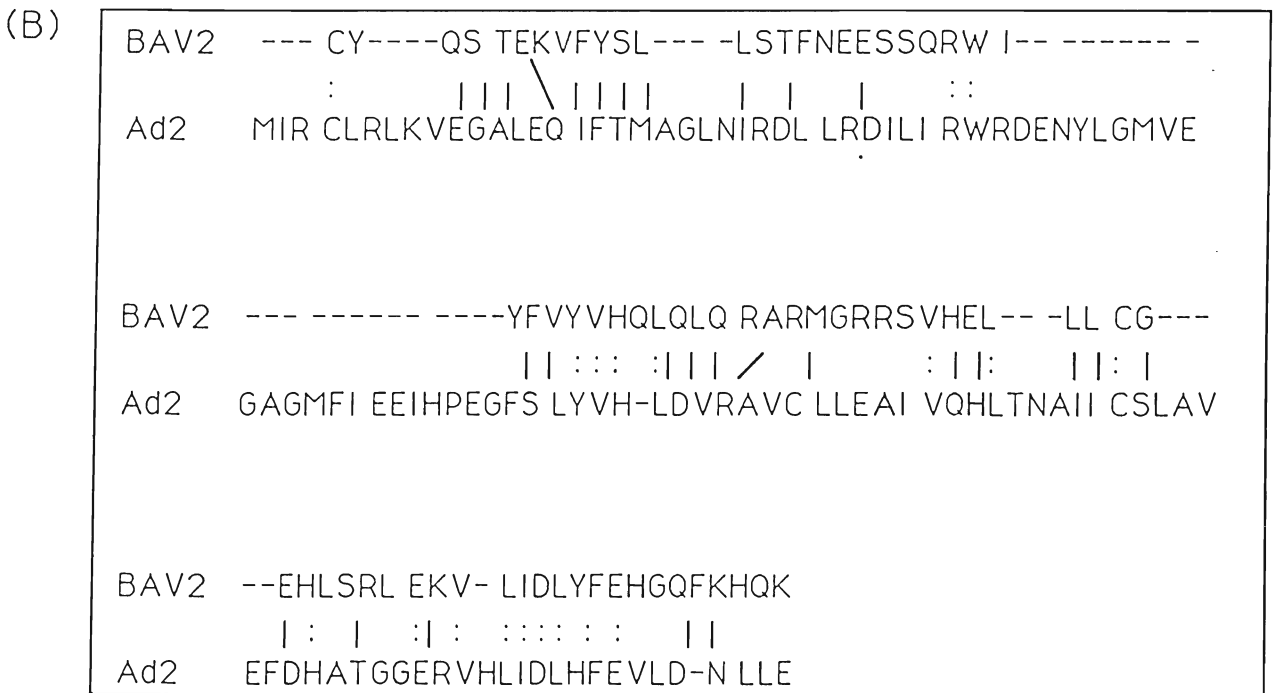 (B)
BAV2 --- CY----QS TEKVFYSL--- -LSTFNEESSQRW I-- ------ -
: | | | \ | | | | | | | : :
Ad2 MIR CLRLKVEGALEQ IFTMAGLNIRDL LRDILI RWRDENYLGMVE
BAV2 --- ------ ----YFVYVHQLQLQ RARMGRRSVHEL-- -LL CG---
| | : : : : | | | / | : | | : | | : |
Ad2 GAGMFI EEIHPEGFS LYVH-LDVRAVC LLEAI VQHLTNAII CSLAV
BAV2 --EHLSRL EKV- LIDLYFEHGQFKHQK
| : | : | : : : : : : : | |
Ad2 EFDHATGGERVHLIDLHFEVLD-N LLE